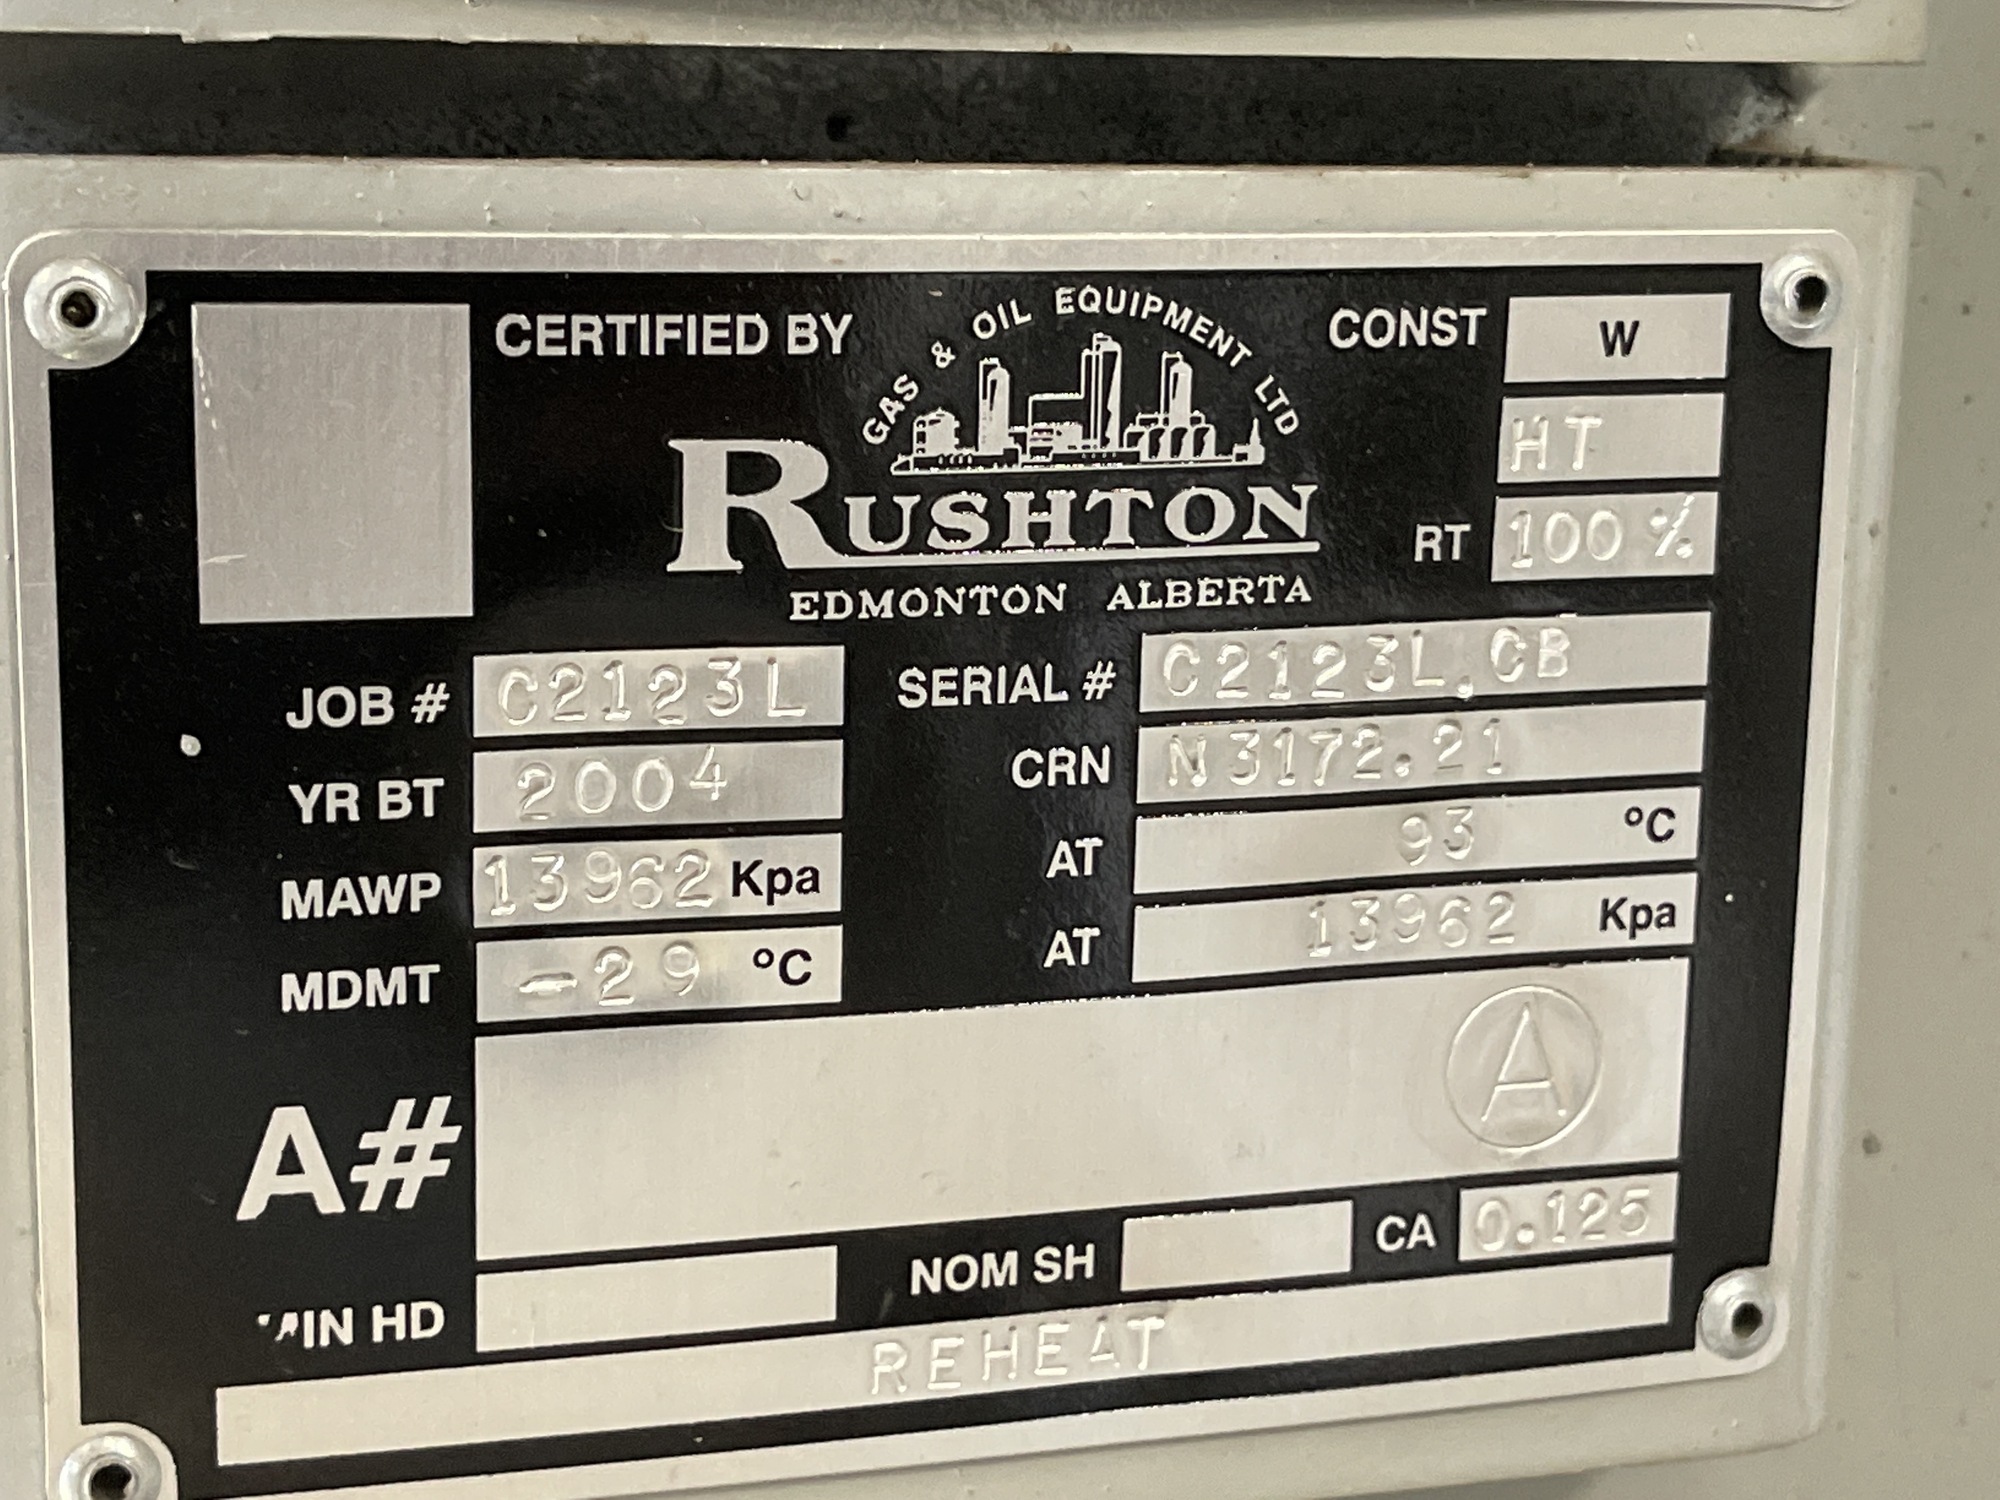 CERTIFIED BY
GAS & OIL EQUIPMENT LTD
RUSHTON
EDMONTON ALBERTA
CONST W
HT
RT 100 %
JOB # C2123L
SERIAL # C2123L.CB
YR BT 2004
CRN N3172.21
MAWP 13962 Kpa
AT 93 °C
MDMT -29 °C
AT 13962 Kpa
A# A
MIN HD
NOM SH
CA 0.125
REHEAT